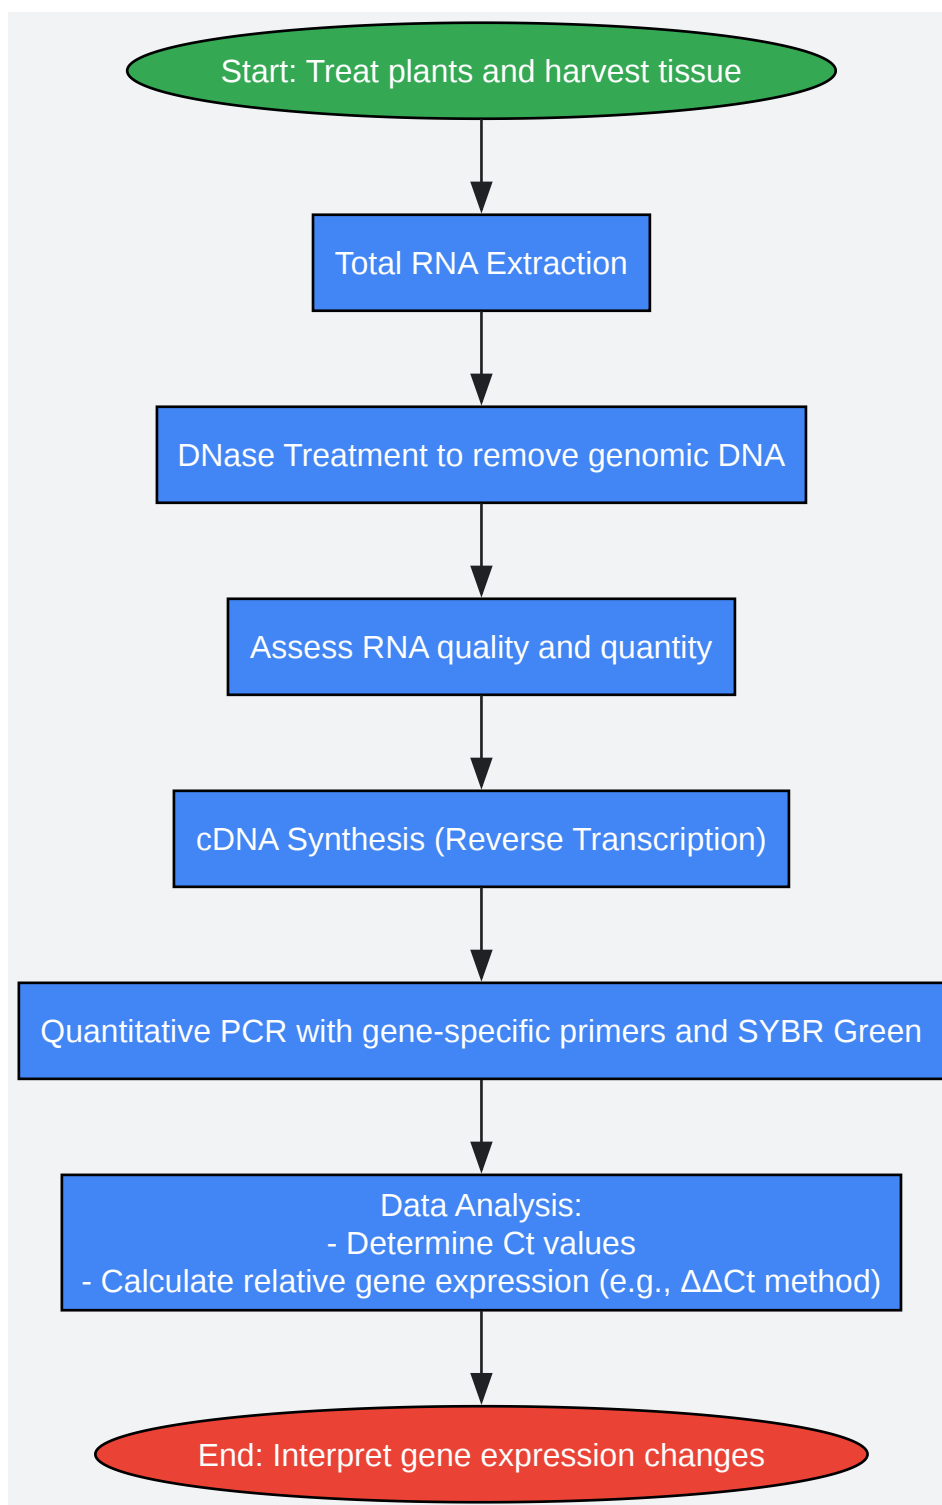 Start: Treat plants and harvest tissue
Total RNA Extraction
DNase Treatment to remove genomic DNA
Assess RNA quality and quantity
cDNA Synthesis (Reverse Transcription)
Quantitative PCR with gene-specific primers and SYBR Green
Data Analysis:
- Determine Ct values
- Calculate relative gene expression (e.g., ΔΔCt method)
End: Interpret gene expression changes